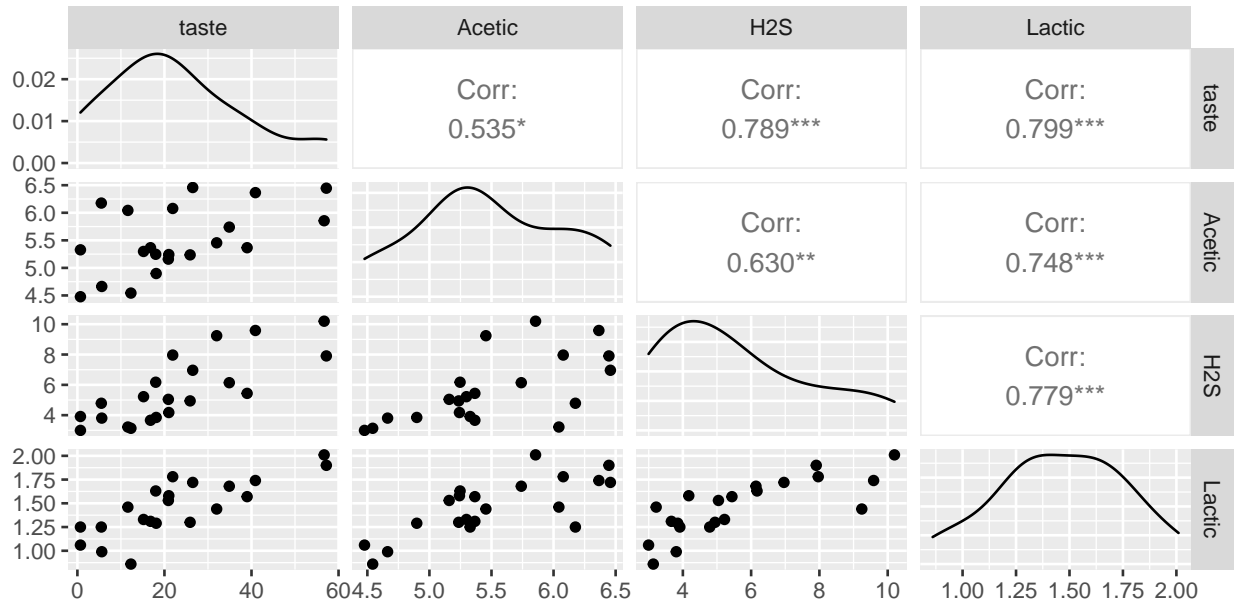 taste Acetic H2S Lactic
0.02
0.01
0.00
Corr:
0.535*
Corr:
0.789***
Corr:
0.799***
taste
6.5
6.0
5.5
5.0
4.5
Corr:
0.630**
Corr:
0.748***
Acetic
10
8
6
4
Corr:
0.779***
H2S
2.00
1.75
1.50
1.25
1.00
Lactic
0 20 40 60
4.5 5.0 5.5 6.0 6.5
4 6 8 10
1.00 1.25 1.50 1.75 2.00